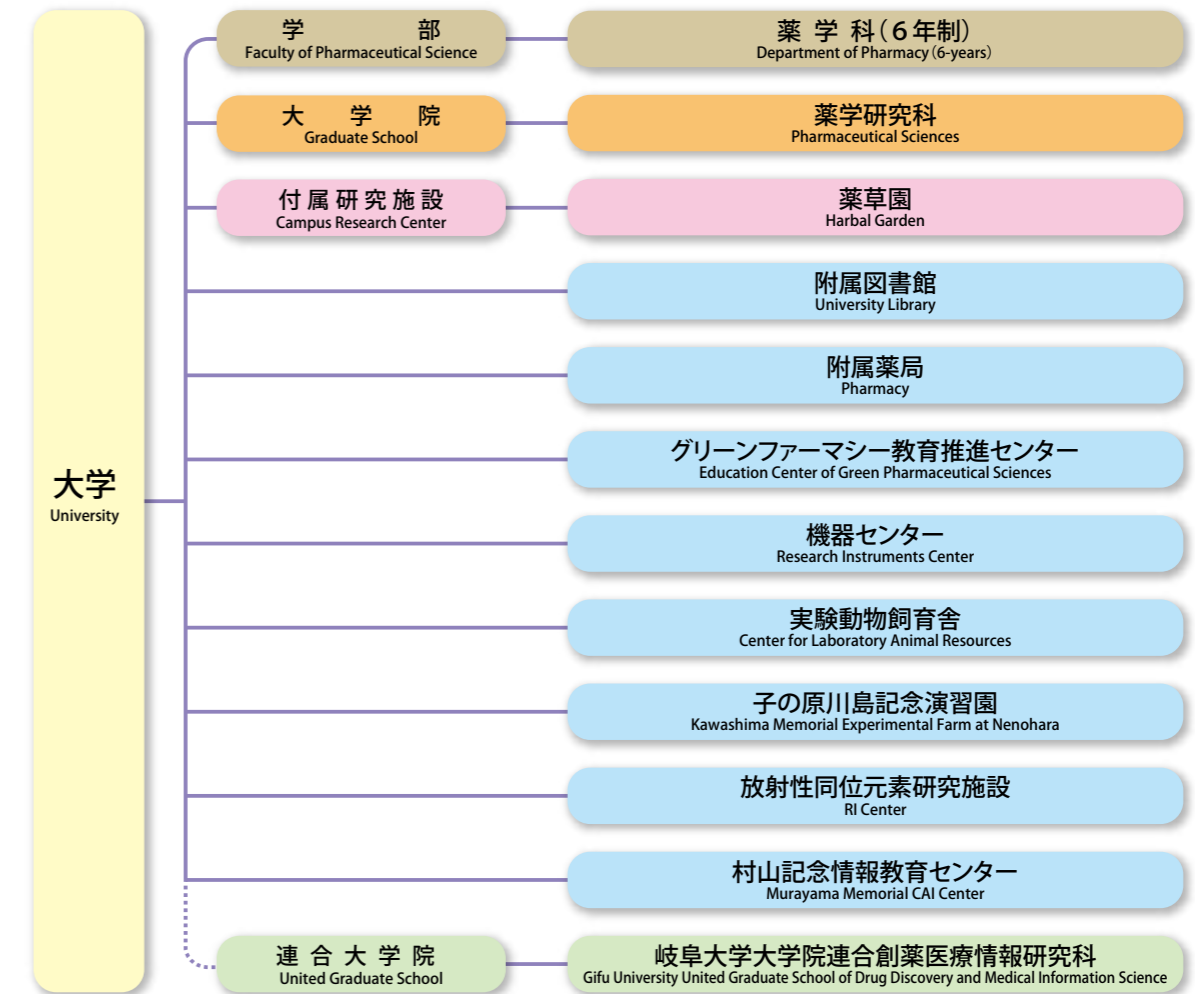 大学
University
学 部
Faculty of Pharmaceutical Science
薬 学 科（6 年制）
Department of Pharmacy (6-years)
大 学 院
Graduate School
薬学研究科
Pharmaceutical Sciences
付 属 研 究 施 設
Campus Research Center
薬草園
Harbal Garden
附属図書館
University Library
附属薬局
Pharmacy
グリーンファーマシー教育推進センター
Education Center of Green Pharmaceutical Sciences
機器センター
Research Instruments Center
実験動物飼育舎
Center for Laboratory Animal Resources
子の原川島記念演習園
Kawashima Memorial Experimental Farm at Nenohara
放射性同位元素研究施設
RI Center
村山記念情報教育センター
Murayama Memorial CAI Center
連 合 大 学 院
United Graduate School
岐阜大学大学院連合創薬医療情報研究科
Gifu University United Graduate School of Drug Discovery and Medical Information Science